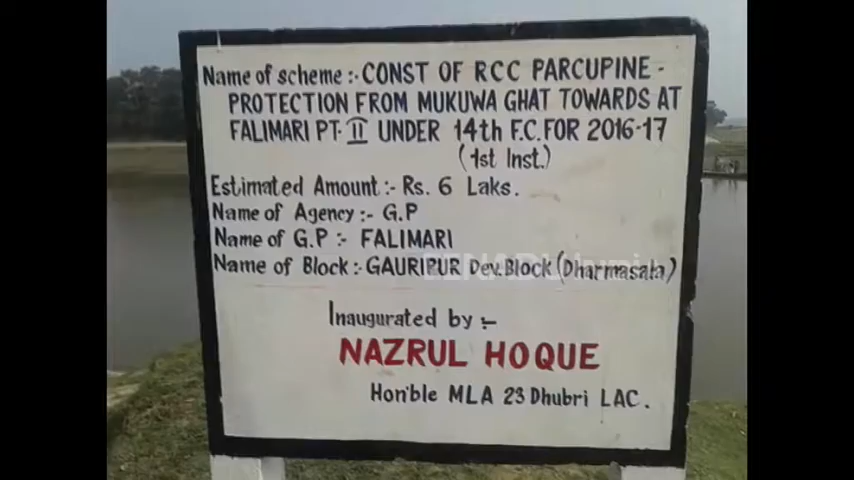 Name of scheme :- CONST OF RCC PARCUPINE -
PROTECTION FROM MUKUWA GHAT TOWARDS AT
FALIMARI PT- II UNDER 14th F.C. FOR 2016-17
(1st Inst.)
Estimated Amount :- Rs. 6 Laks.
Name of Agency :- G.P
Name of G.P :- FALIMARI
Name of Block :- GAURIPUR Dev. Block (Dharmasala)
Inaugurated by :-
NAZRUL HOQUE
Hon'ble MLA 23 Dhubri LAC.